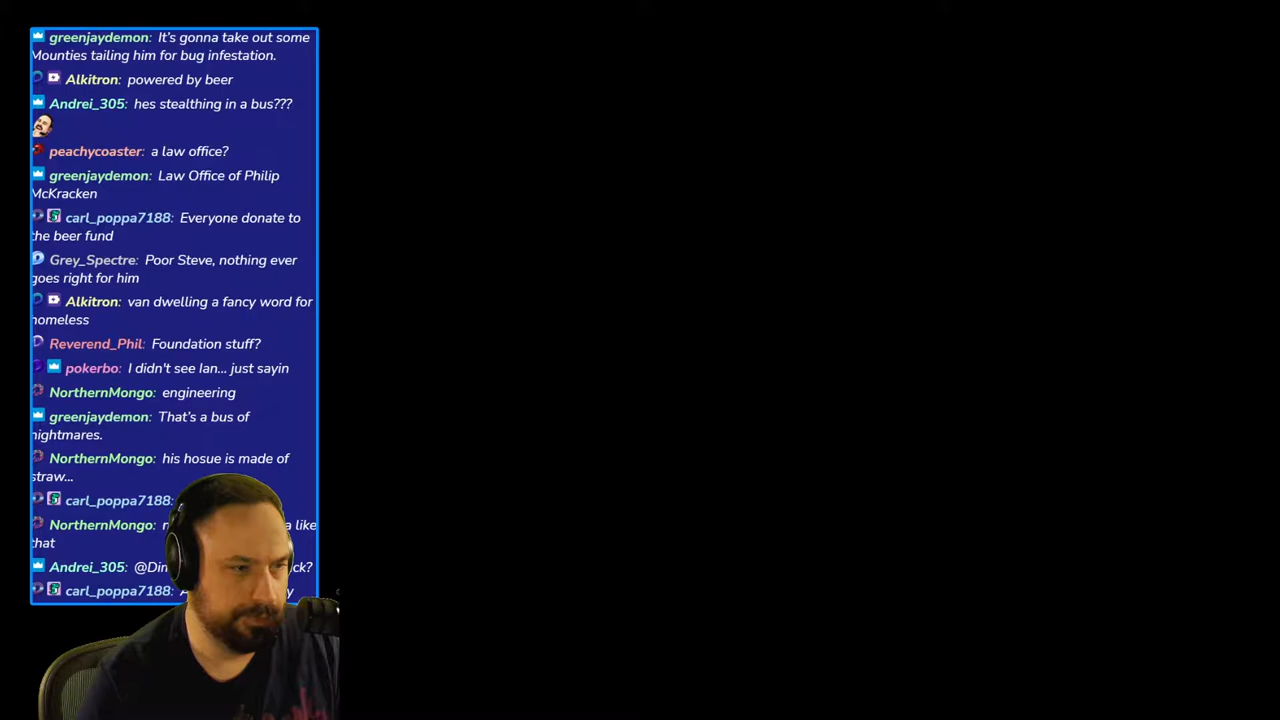 greenjaydemon: It's gonna take out some
Mounties tailing him for bug infestation.
Alkitron: powered by beer
Andrei_305: hes stealthing in a bus???
peachycoaster: a law office?
greenjaydemon: Law Office of Philip
McKracken
carl_poppa7188: Everyone donate to
the beer fund
Grey_Spectre: Poor Steve, nothing ever
goes right for him
Alkitron: van dwelling a fancy word for
homeless
Reverend_Phil: Foundation stuff?
pokerbo: I didn't see Ian... just sayin
NorthernMongo: engineering
greenjaydemon: That's a bus of
nightmares.
NorthernMongo: his hosue is made of
straw...
carl_poppa7188:
NorthernMongo: like
that
Andrei_305:
carl_poppa7188: